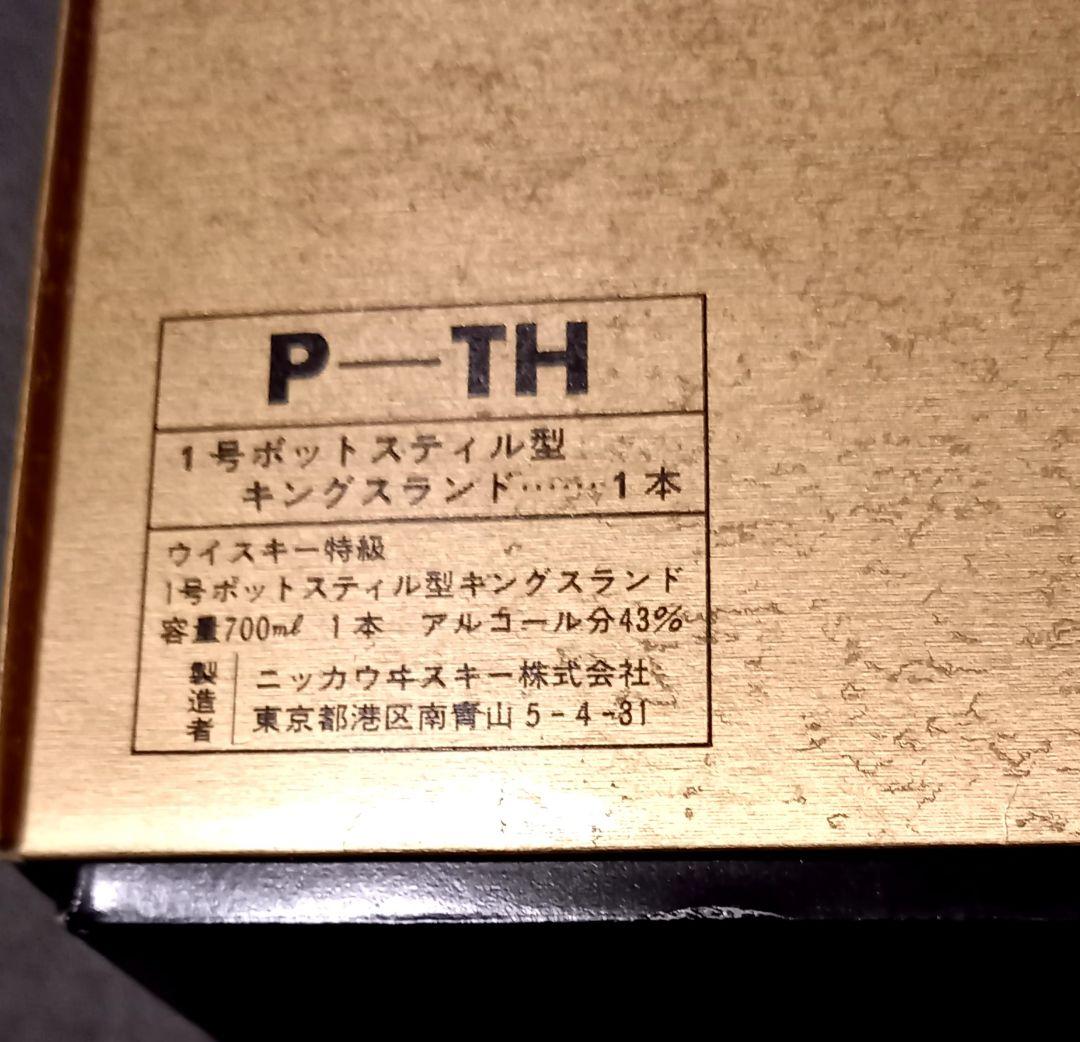 P—TH
1号ポットスティル型
キングスランド……1本
ウイスキー特級
1号ポットスティル型キングスランド
容量700ml 1本 アルコール分43%
製造者
ニッカウヰスキー株式会社
東京都港区南青山5-4-31